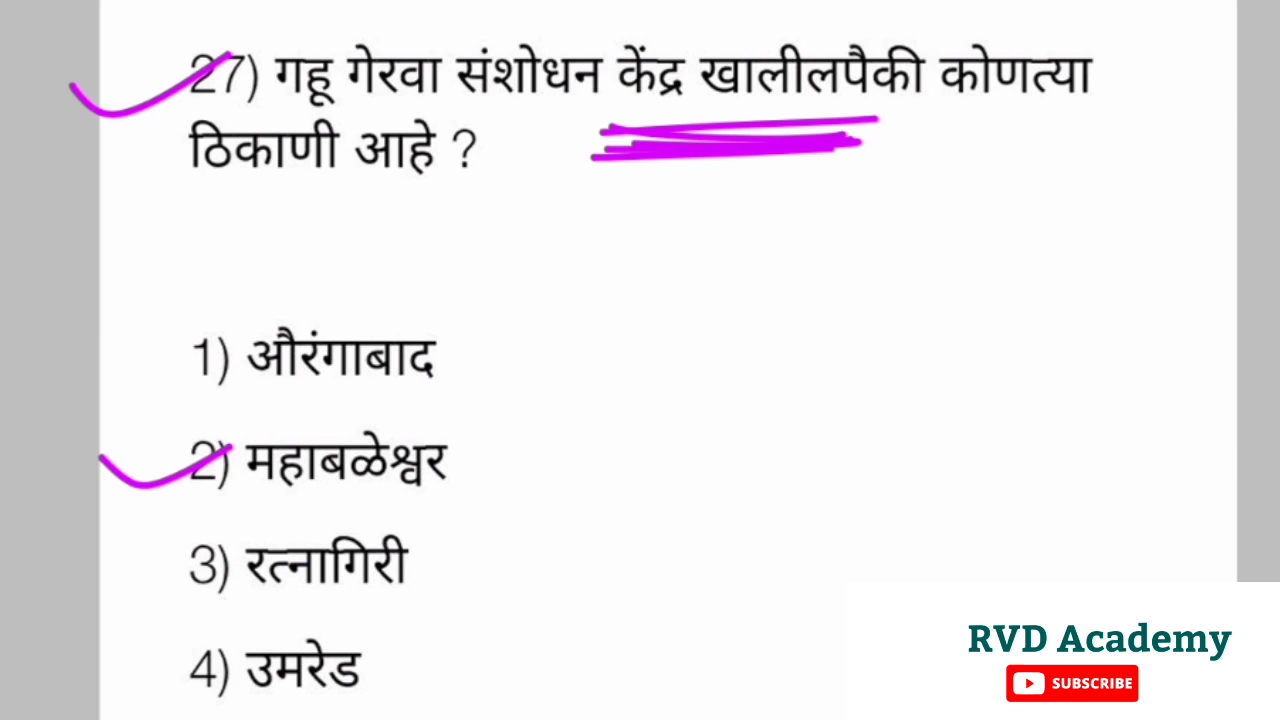 27) गहू गेरवा संशोधन केंद्र खालीलपैकी कोणत्या
ठिकाणी आहे ?
1) औरंगाबाद
2) महाबळेश्वर
3) रत्नागिरी
4) उमरेड
RVD Academy
SUBSCRIBE